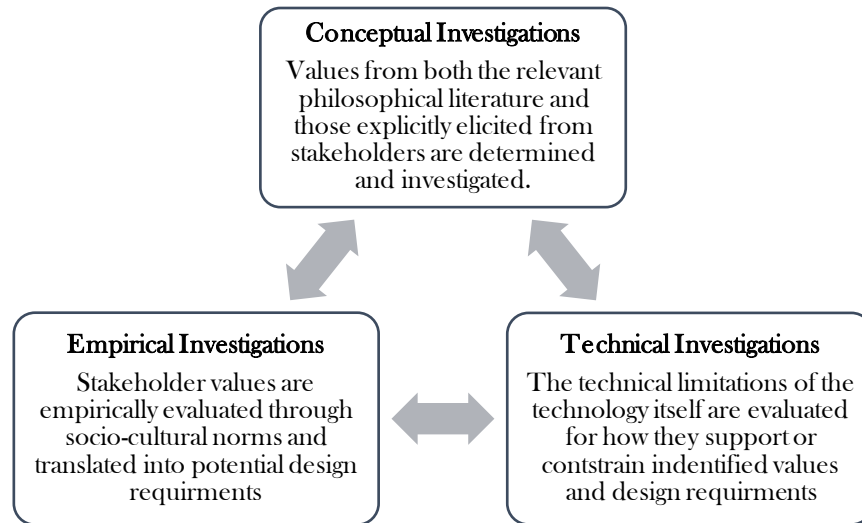 Conceptual Investigations
Values from both the relevant
philosophical literature and
those explicitly elicited from
stakeholders are determined
and investigated.
Empirical Investigations
Stakeholder values are
empirically evaluated through
socio-cultural norms and
translated into potential design
requirments
Technical Investigations
The technical limitations of the
technology itself are evaluated
for how they support or
contstrain indentified values
and design requirments